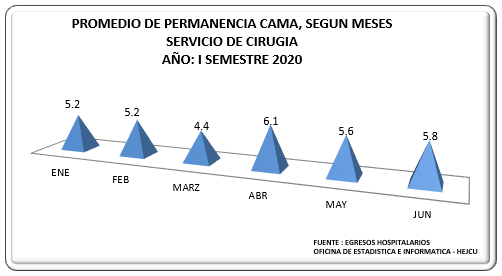 PROMEDIO DE PERMANENCIA CAMA, SEGUN MESES
SERVICIO DE CIRUGIA
AÑO: I SEMESTRE 2020
5.2
5.2
4.4
6.1
5.6
5.8
ENE
FEB
MARZ
ABR
MAY
JUN
FUENTE : EGRESOS HOSPITALARIOS
OFICINA DE ESTADISTICA E INFORMATICA - HEJCU